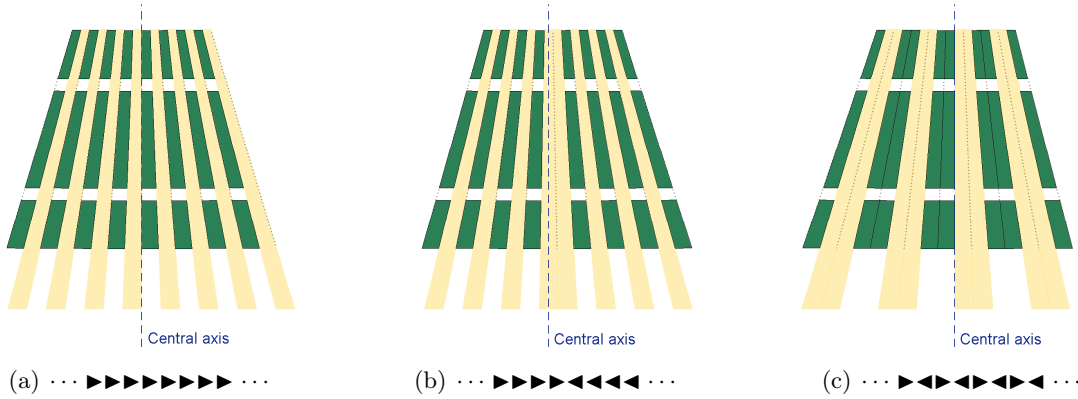 Central axis
Central axis
Central axis
(a) ··· ▶▶▶▶▶▶▶▶ ···
(b) ··· ▶▶▶▶◀◀◀◀ ···
(c) ··· ▶◀▶◀▶◀▶◀ ···